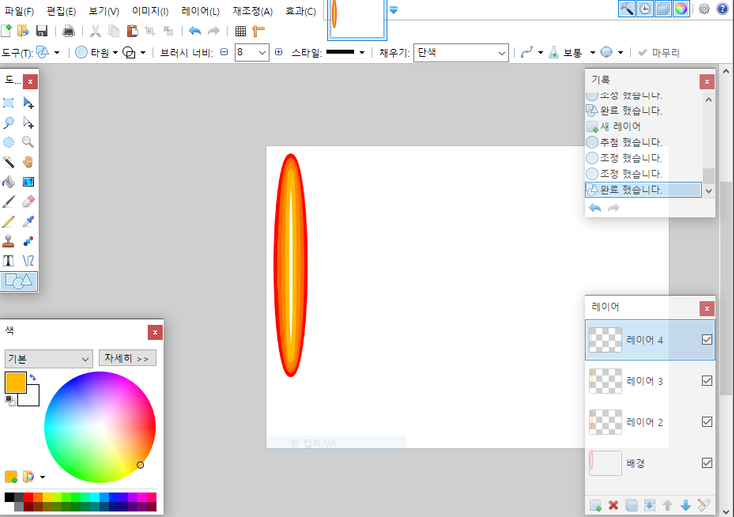 파일(F) 편집(E) 보기(V) 이미지(I) 레이어(L) 재조정(A) 효과(C)
도구(T): 타원 브러시 너비: 8 스타일: 채우기: 단색 보통 마무리
도...
기록
조정 했습니다.
완료 했습니다.
새 레이어
추첨 했습니다.
조정 했습니다.
조정 했습니다.
완료 했습니다.
레이어
레이어 4
레이어 3
레이어 2
배경
색
기본 자세히 >>
창 캡처(W)